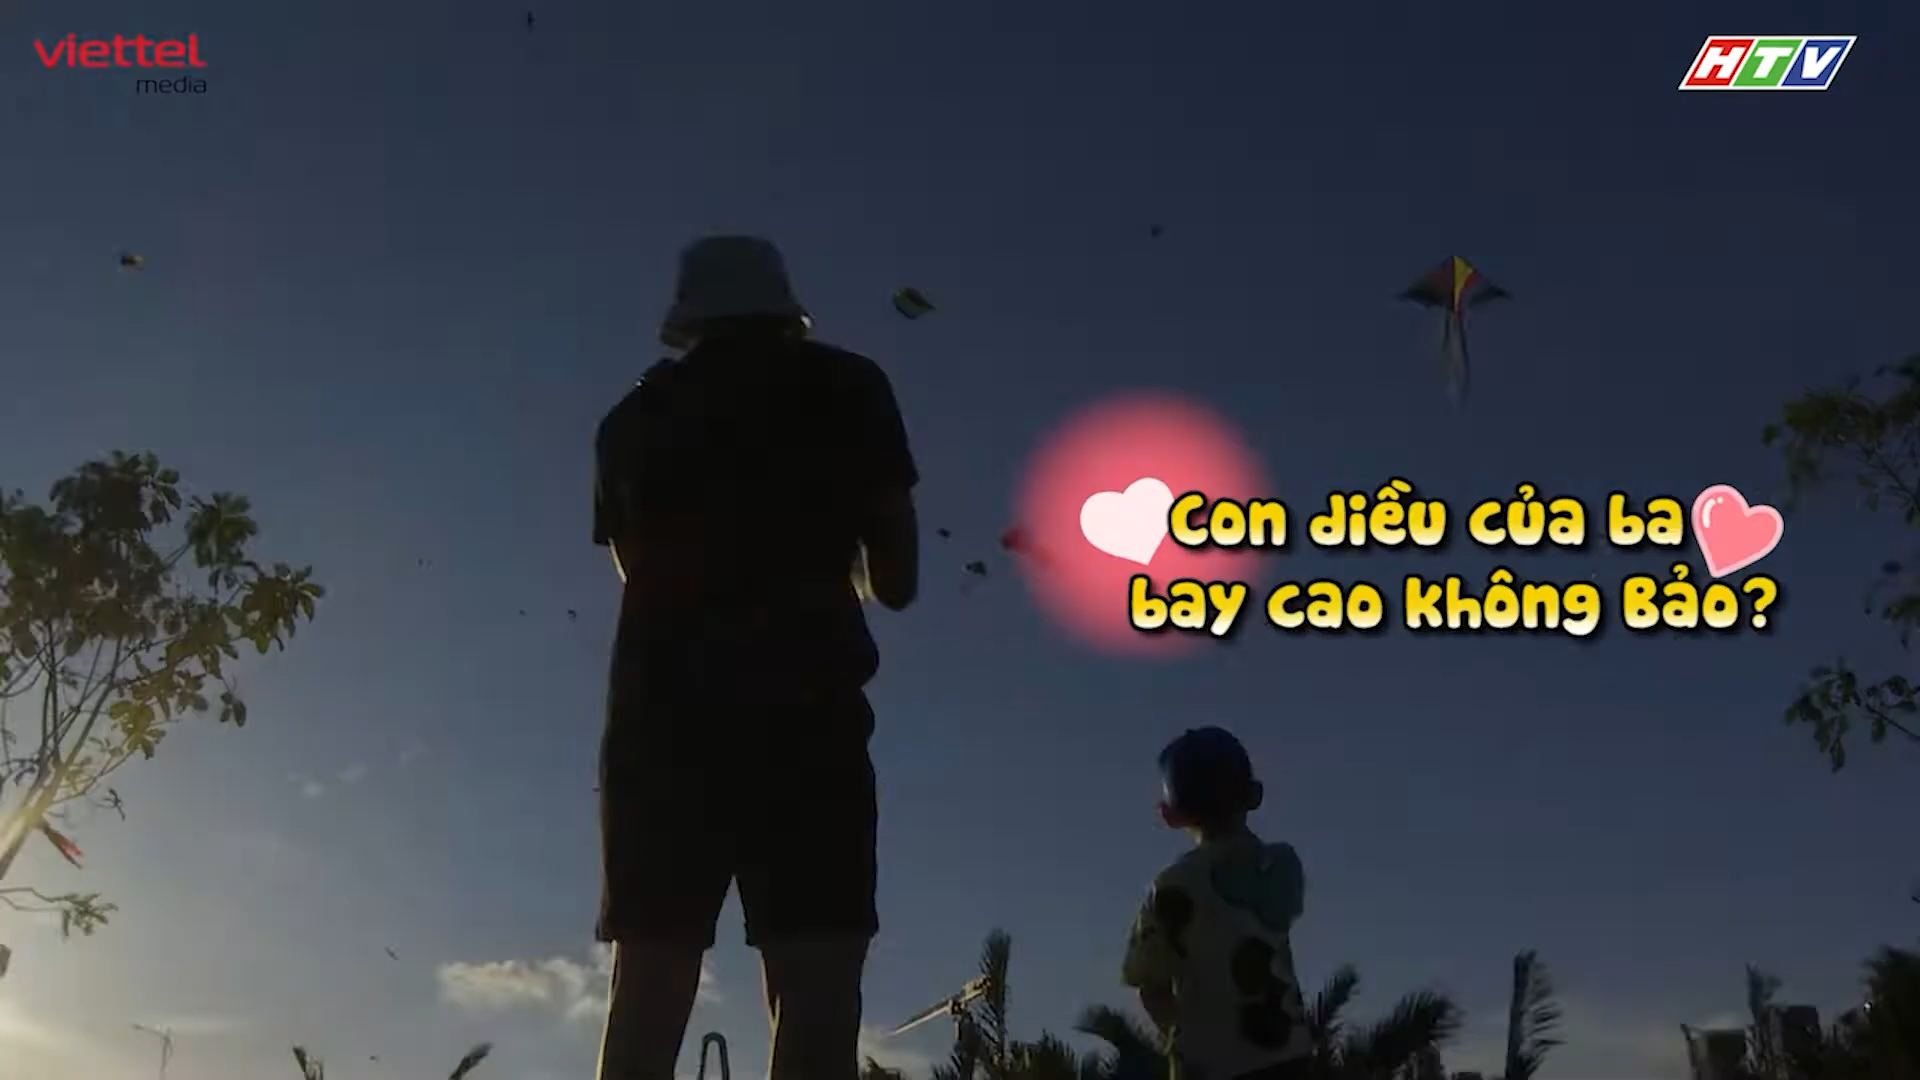 viettel
media
HTV
Con diều của ba
bay cao không Bảo?